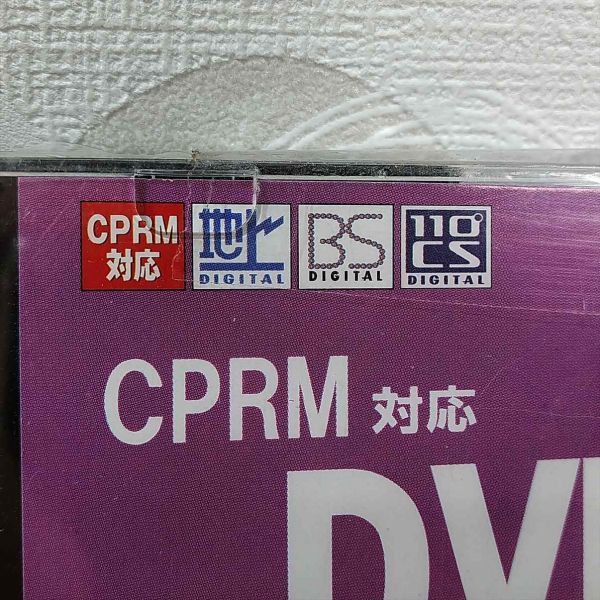 CPRM
対応
地上
DIGITAL
BS
DIGITAL
110°
CS
DIGITAL
CPRM 対応